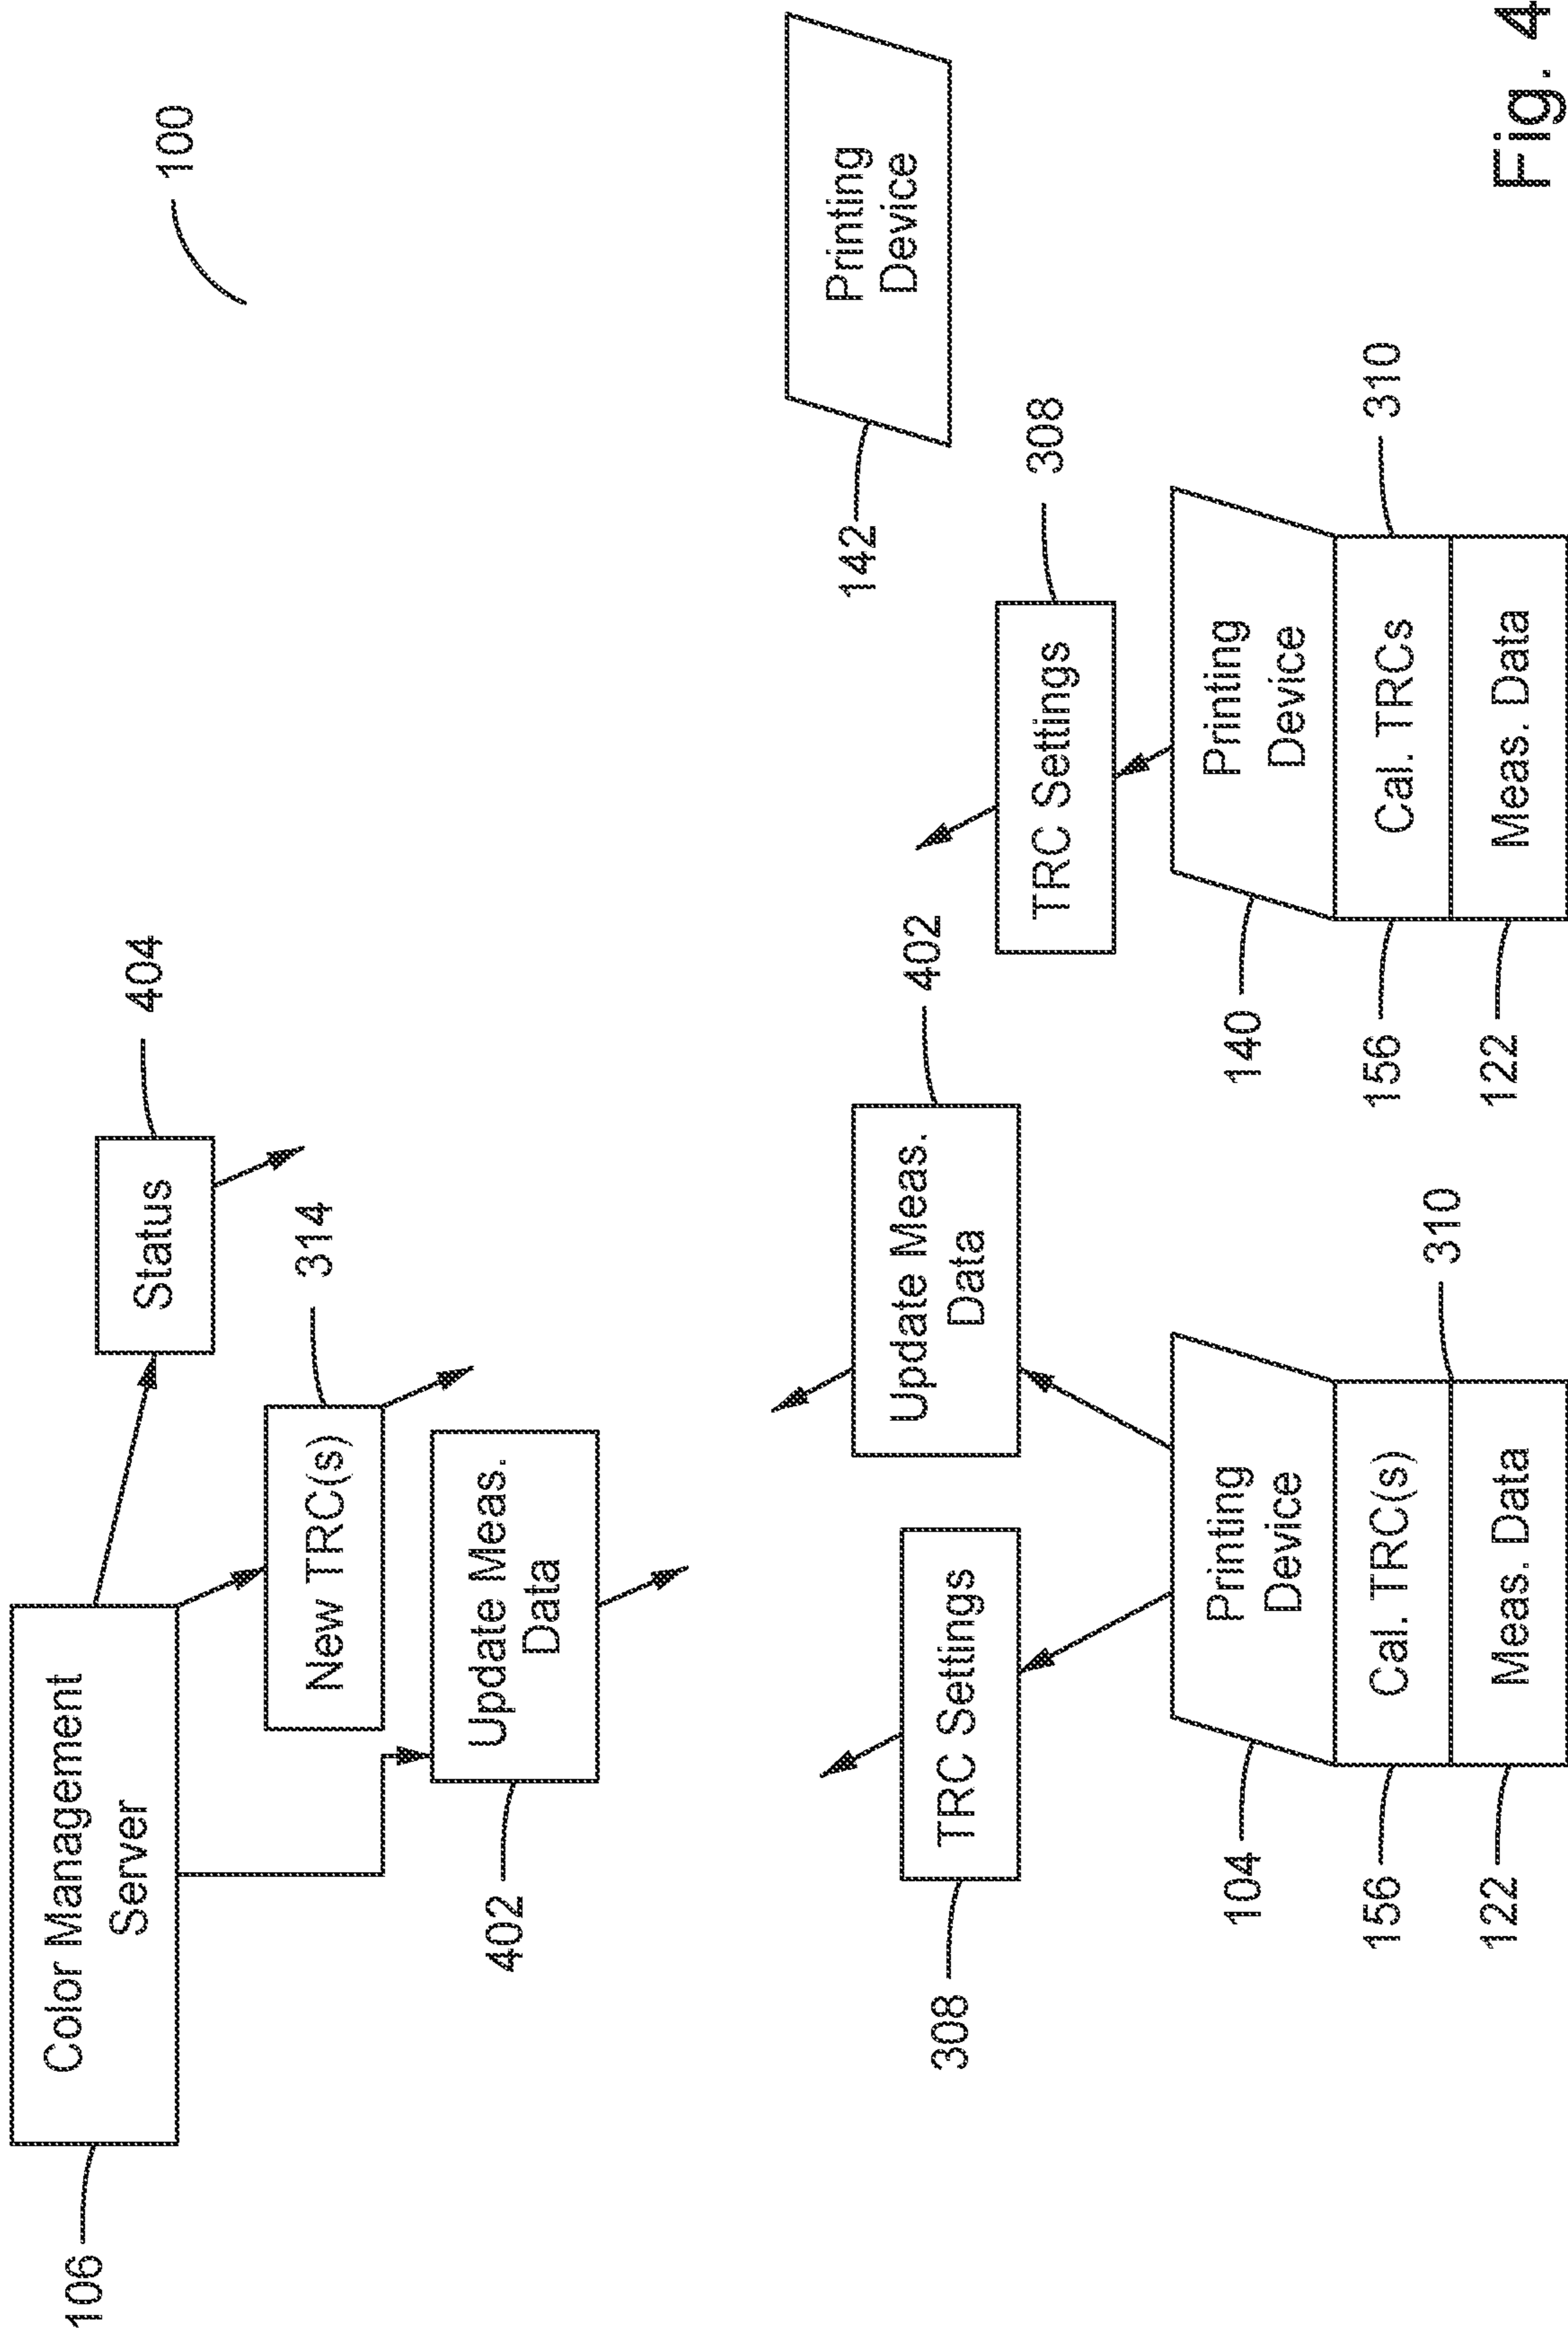 100
106
Color Management
Server
Status
404
New TRC(s)
314
402
Update Meas.
Data
308
TRC Settings
Update Meas.
Data
402
TRC Settings
308
142
Printing
Device
104
Printing
Device
156
Cal. TRC(s)
310
122
Meas. Data
140
Printing
Device
156
Cal. TRCs
310
122
Meas. Data
Fig. 4